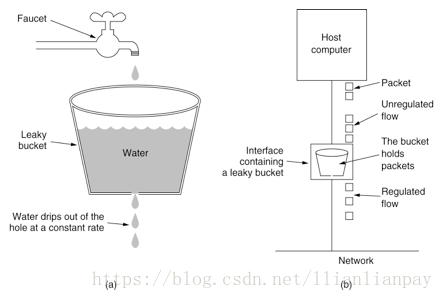 Faucet
Leaky
bucket
Water
Water drips out of the
hole at a constant rate
(a)
Host
computer
Packet
Unregulated
flow
Interface
containing
a leaky bucket
The bucket
holds
packets
Regulated
flow
Network
(b)
https://blog.csdn.net/llianlianpay